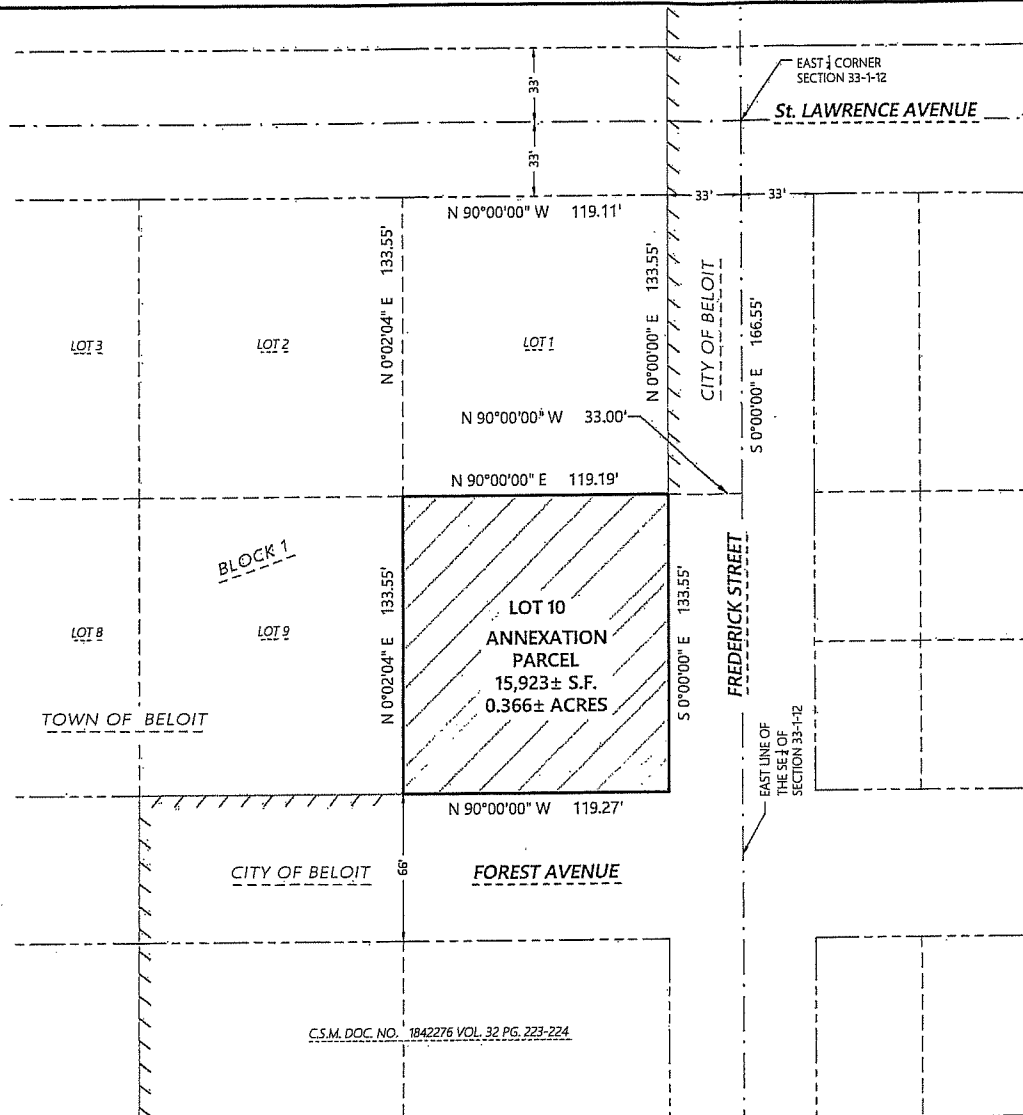 33'
EAST ¼ CORNER
SECTION 33-1-12
St. LAWRENCE AVENUE
33'
33'
33'
N 90°00'00" W 119.11'
N 0°02'04" E 133.55'
N 0°00'00" E 133.55'
CITY OF BELOIT
S 0°00'00" E 166.55'
LOT 3
LOT 2
LOT 1
N 90°00'00" W 33.00'
N 90°00'00" E 119.19'
BLOCK 1
N 0°02'04" E 133.55'
LOT 8
LOT 9
LOT 10
ANNEXATION
PARCEL
15,923± S.F.
0.366± ACRES
S 0°00'00" E 133.55'
FREDERICK STREET
TOWN OF BELOIT
EAST LINE OF
THE SE ¼ OF
SECTION 33-1-12
N 90°00'00" W 119.27'
CITY OF BELOIT
66'
FOREST AVENUE
C.S.M. DOC. NO. 1842276 VOL. 32 PG. 223-224